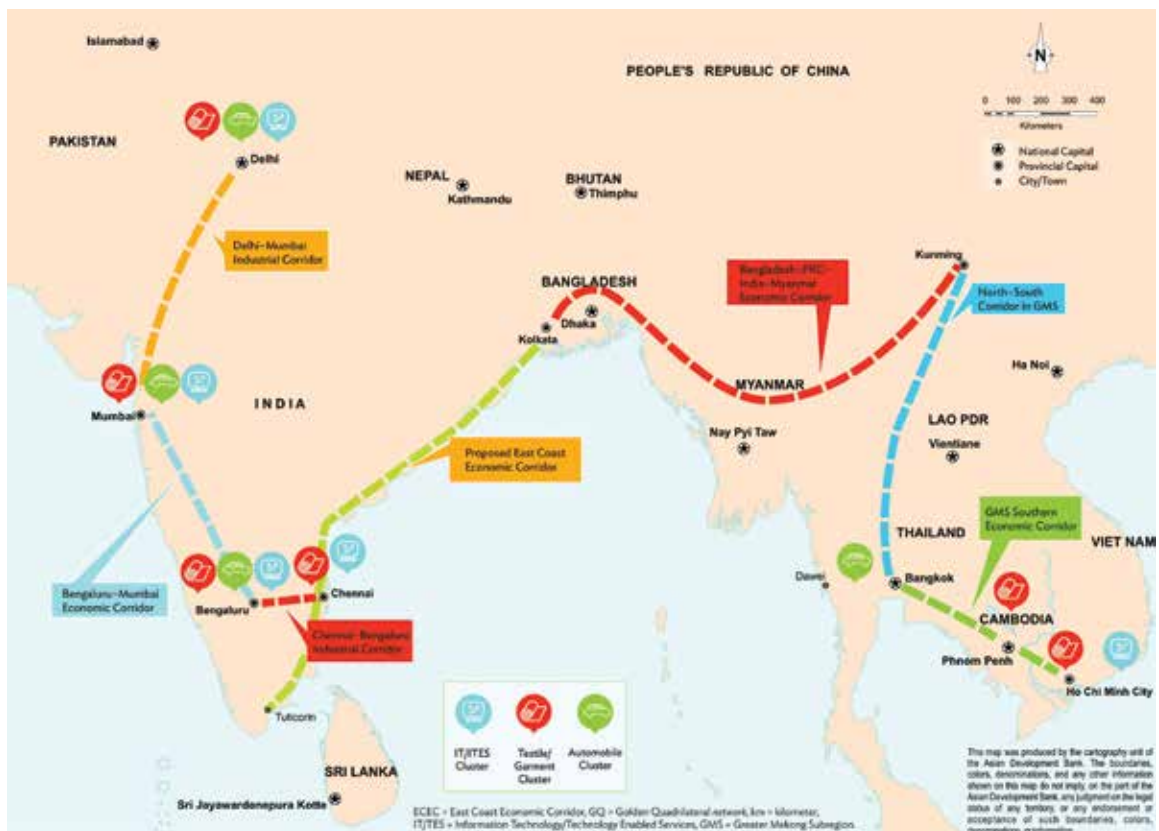 Islamabad
PEOPLE'S REPUBLIC OF CHINA
N
0 100 200 300 400
Kilometers
National Capital
Provincial Capital
City/Town
PAKISTAN
Delhi
NEPAL
Kathmandu
BHUTAN
Thimphu
Delhi–Mumbai
Industrial Corridor
Kunming
Bangladesh–PRC–
India–Myanmar
Economic Corridor
BANGLADESH
Dhaka
Kolkata
North–South
Corridor in GMS
Ha Noi
MYANMAR
Mumbai
INDIA
LAO PDR
Nay Pyi Taw
Vientiane
Proposed East Coast
Economic Corridor
GMS Southern
Economic Corridor
THAILAND
VIET NAM
Bengaluru–Mumbai
Economic Corridor
Bengaluru
Chennai
Dawei
Bangkok
CAMBODIA
Chennai–Bengaluru
Industrial Corridor
Phnom Penh
Ho Chi Minh City
Tuticorin
IT/ITES
Cluster
Textile/
Garment
Cluster
Automobile
Cluster
SRI LANKA
Sri Jayawardenepura Kotte
This map was produced by the cartography unit of
the Asian Development Bank. The boundaries,
colors, denominations, and any other information
shown on this map do not imply, on the part of the
Asian Development Bank, any judgment on the legal
status of any territory, or any endorsement or
acceptance of such boundaries, colors,
ECEC = East Coast Economic Corridor, GQ = Golden Quadrilateral network, km = kilometer,
IT/TES = Information Technology/Technology Enabled Services, GMS = Greater Mekong Subregion.